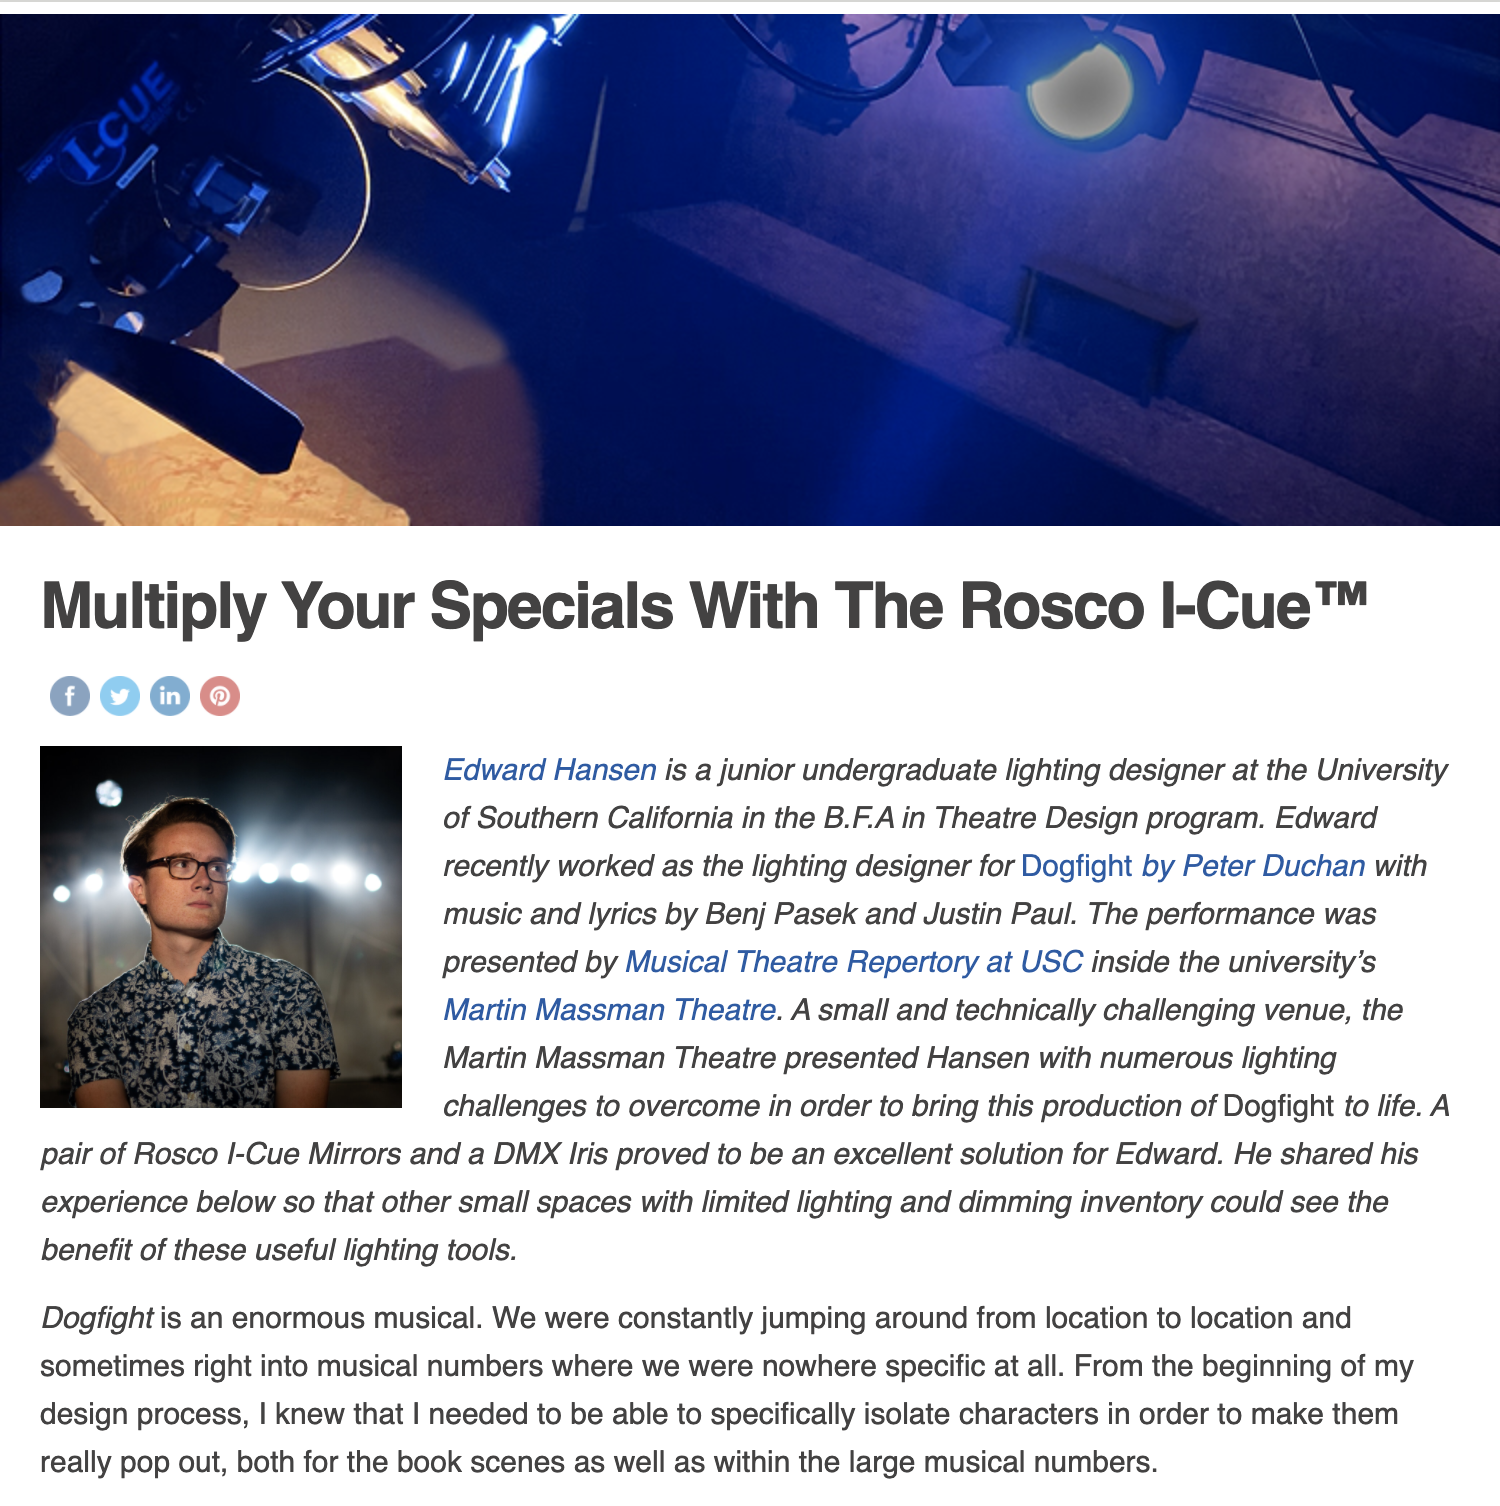 I-CUE
Multiply Your Specials With The Rosco I-Cue™
Edward Hansen is a junior undergraduate lighting designer at the University
of Southern California in the B.F.A in Theatre Design program. Edward
recently worked as the lighting designer for Dogfight by Peter Duchan with
music and lyrics by Benj Pasek and Justin Paul. The performance was
presented by Musical Theatre Repertory at USC inside the university’s
Martin Massman Theatre. A small and technically challenging venue, the
Martin Massman Theatre presented Hansen with numerous lighting
challenges to overcome in order to bring this production of Dogfight to life. A
pair of Rosco I-Cue Mirrors and a DMX Iris proved to be an excellent solution for Edward. He shared his
experience below so that other small spaces with limited lighting and dimming inventory could see the
benefit of these useful lighting tools.
Dogfight is an enormous musical. We were constantly jumping around from location to location and
sometimes right into musical numbers where we were nowhere specific at all. From the beginning of my
design process, I knew that I needed to be able to specifically isolate characters in order to make them
really pop out, both for the book scenes as well as within the large musical numbers.